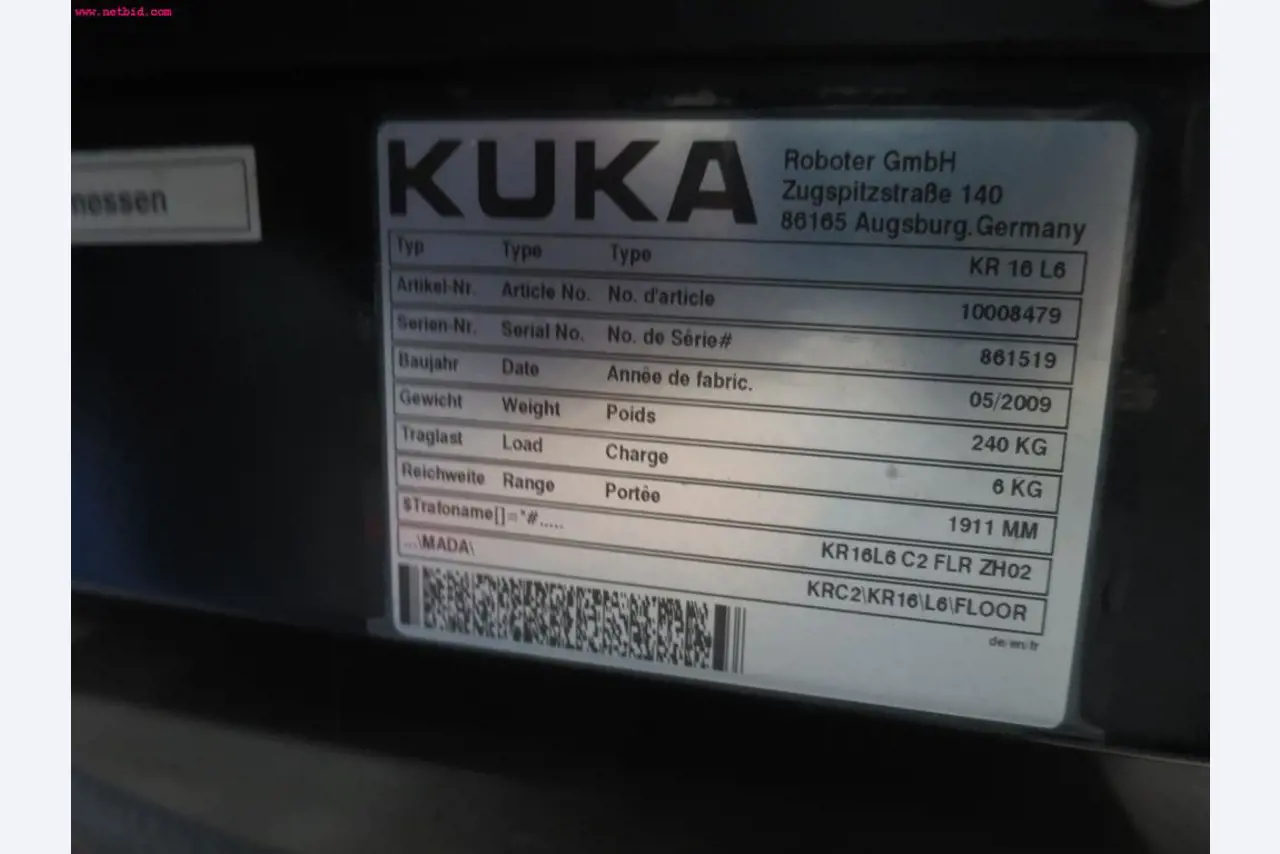 www.netbid.com
messen
KUKA
Roboter GmbH
Zugspitzstraße 140
86165 Augsburg.Germany
Typ Type Type KR 16 L6
Artikel-Nr. Article No. No. d'article 10008479
Serien-Nr. Serial No. No. de Série# 861519
Baujahr Date Année de fabric. 05/2009
Gewicht Weight Poids 240 KG
Traglast Load Charge 6 KG
Reichweite Range Portée 1911 MM
$Trafoname[]="#..... KR16L6 C2 FLR ZH02
...\MADA\ KRC2\KR16\L6\FLOOR
de/en/fr